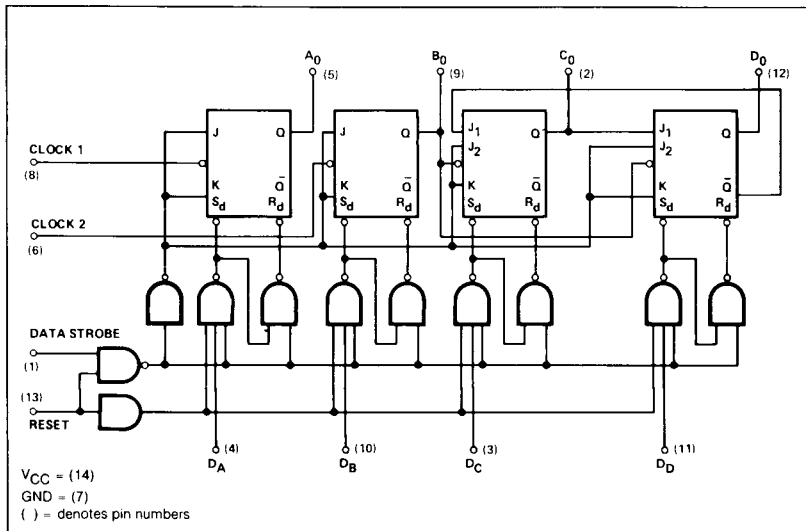 A0 B0 C0 D0
(5) (9) (2) (12)
J Q J Q J1 Q J1 Q
J2 J2
CLOCK 1
(8)
K Q̅ K Q̅ K Q̅ K Q̅
Sd Rd Sd Rd Sd Rd Sd Rd
CLOCK 2
(6)
DATA STROBE
(1)
(13)
RESET
(4) (10) (3) (11)
DA DB DC DD
VCC = (14)
GND = (7)
( ) = denotes pin numbers